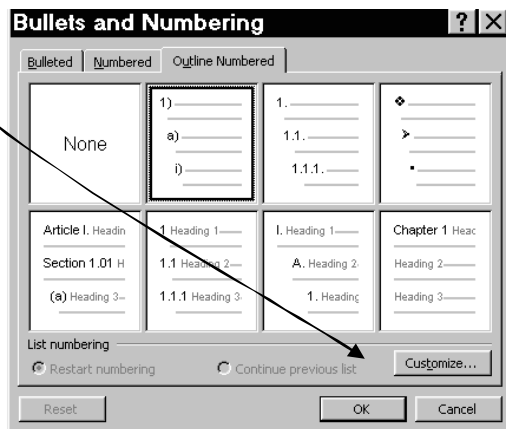 Bullets and Numbering ? X
Bulleted Numbered Outline Numbered
None
1)
a)
i)
1.
1.1.
1.1.1.
Article I. Headin
Section 1.01 H
(a) Heading 3
1 Heading 1
1.1 Heading 2
1.1.1 Heading 3
I. Heading 1
A. Heading 2
1. Heading
Chapter 1 Head
Heading 2
Heading 3
List numbering
Restart numbering Continue previous list Customize...
Reset OK Cancel